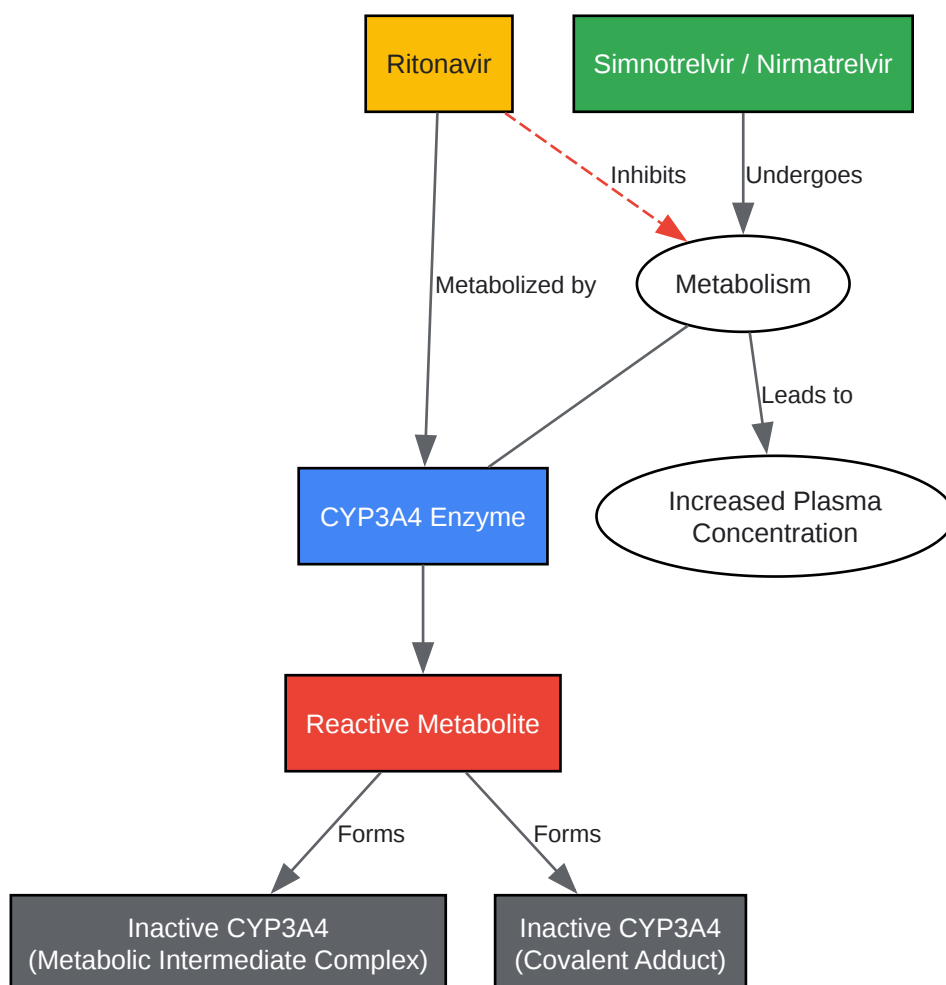 Ritonavir
Simnotrelvir / Nirmatrelvir
Inhibits
Undergoes
Metabolized by
Metabolism
Leads to
CYP3A4 Enzyme
Increased Plasma
Concentration
Reactive Metabolite
Forms
Forms
Inactive CYP3A4
(Metabolic Intermediate Complex)
Inactive CYP3A4
(Covalent Adduct)